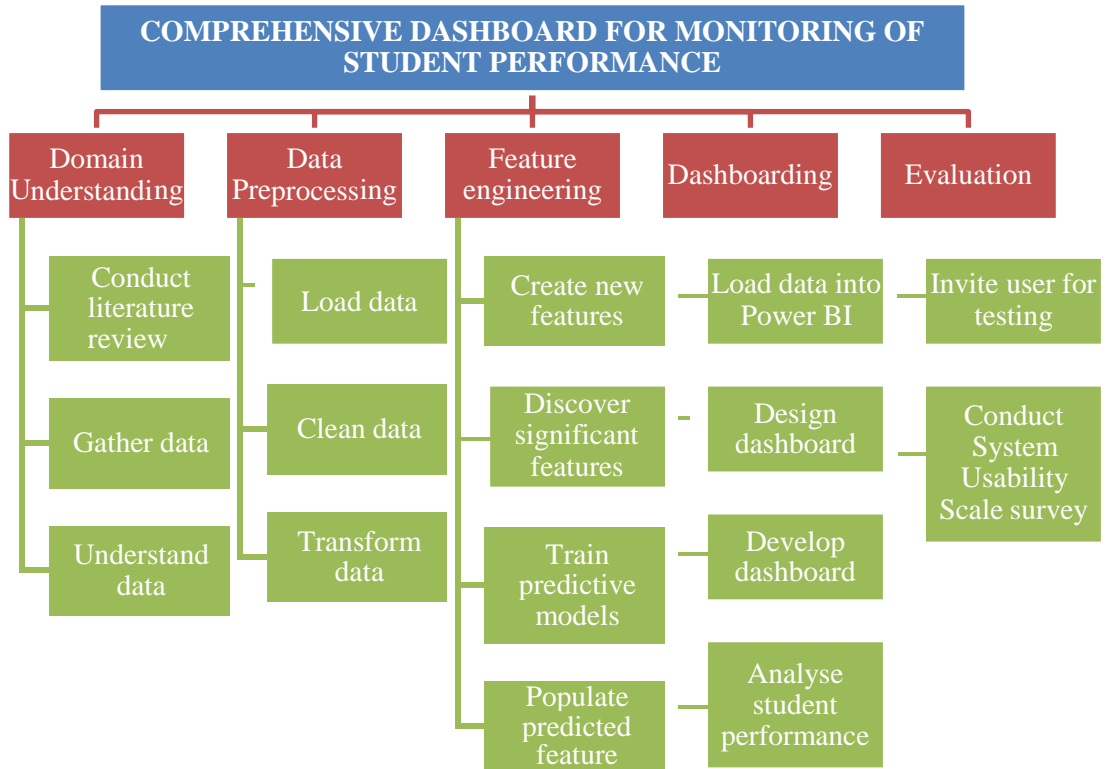 COMPREHENSIVE DASHBOARD FOR MONITORING OF
STUDENT PERFORMANCE
Domain
Understanding
Data
Preprocessing
Feature
engineering
Dashboarding
Evaluation
Conduct
literature
review
Gather data
Understand
data
Load data
Clean data
Transform
data
Create new
features
Discover
significant
features
Train
predictive
models
Populate
predicted
feature
Load data into
Power BI
Design
dashboard
Develop
dashboard
Analyse
student
performance
Invite user for
testing
Conduct
System
Usability
Scale survey